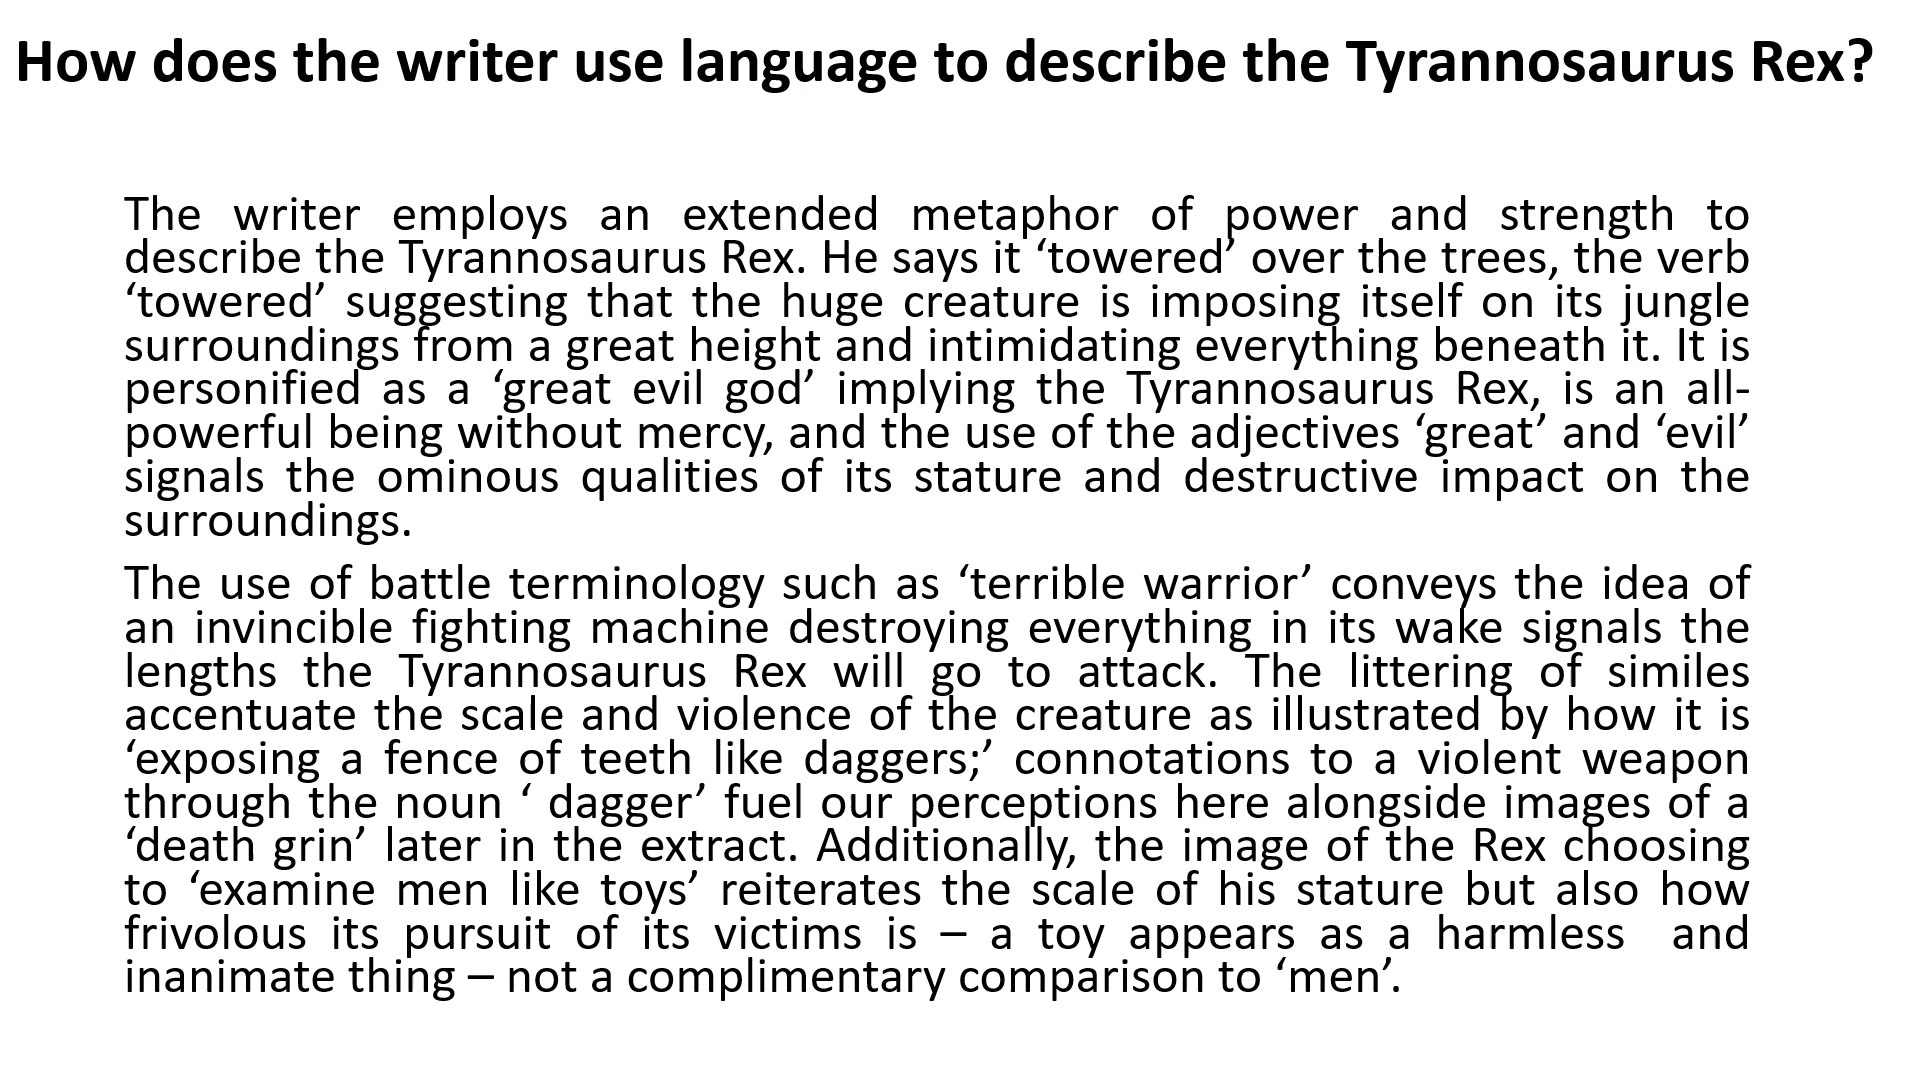 How does the writer use language to describe the Tyrannosaurus Rex?
The writer employs an extended metaphor of power and strength to
describe the Tyrannosaurus Rex. He says it ‘towered’ over the trees, the verb
‘towered’ suggesting that the huge creature is imposing itself on its jungle
surroundings from a great height and intimidating everything beneath it. It is
personified as a ‘great evil god’ implying the Tyrannosaurus Rex, is an all-
powerful being without mercy, and the use of the adjectives ‘great’ and ‘evil’
signals the ominous qualities of its stature and destructive impact on the
surroundings.
The use of battle terminology such as ‘terrible warrior’ conveys the idea of
an invincible fighting machine destroying everything in its wake signals the
lengths the Tyrannosaurus Rex will go to attack. The littering of similes
accentuate the scale and violence of the creature as illustrated by how it is
‘exposing a fence of teeth like daggers;’ connotations to a violent weapon
through the noun ‘ dagger’ fuel our perceptions here alongside images of a
‘death grin’ later in the extract. Additionally, the image of the Rex choosing
to ‘examine men like toys’ reiterates the scale of his stature but also how
frivolous its pursuit of its victims is – a toy appears as a harmless  and
inanimate thing – not a complimentary comparison to ‘men’.